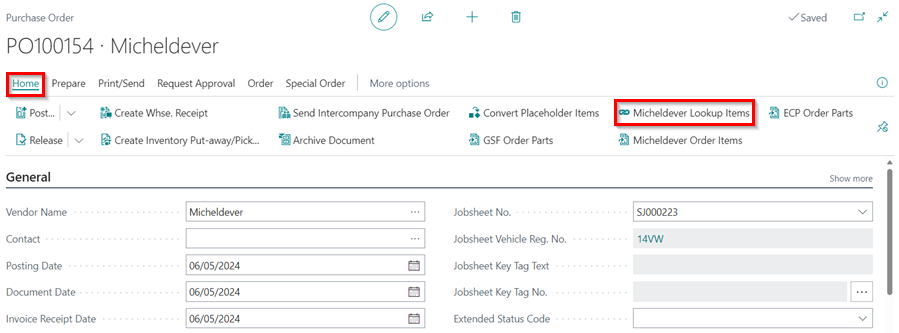 Purchase Order
Saved
PO100154 · Micheldever
Home Prepare Print/Send Request Approval Order Special Order More options
Post... Create Whse. Receipt Send Intercompany Purchase Order Convert Placeholder Items Micheldever Lookup Items ECP Order Parts
Release Create Inventory Put-away/Pick... Archive Document GSF Order Parts Micheldever Order Items
General Show more
Vendor Name Micheldever Jobsheet No. SJ000223
Contact Jobsheet Vehicle Reg. No. 14VW
Posting Date 06/05/2024 Jobsheet Key Tag Text
Document Date 06/05/2024 Jobsheet Key Tag No.
Invoice Receipt Date 06/05/2024 Extended Status Code